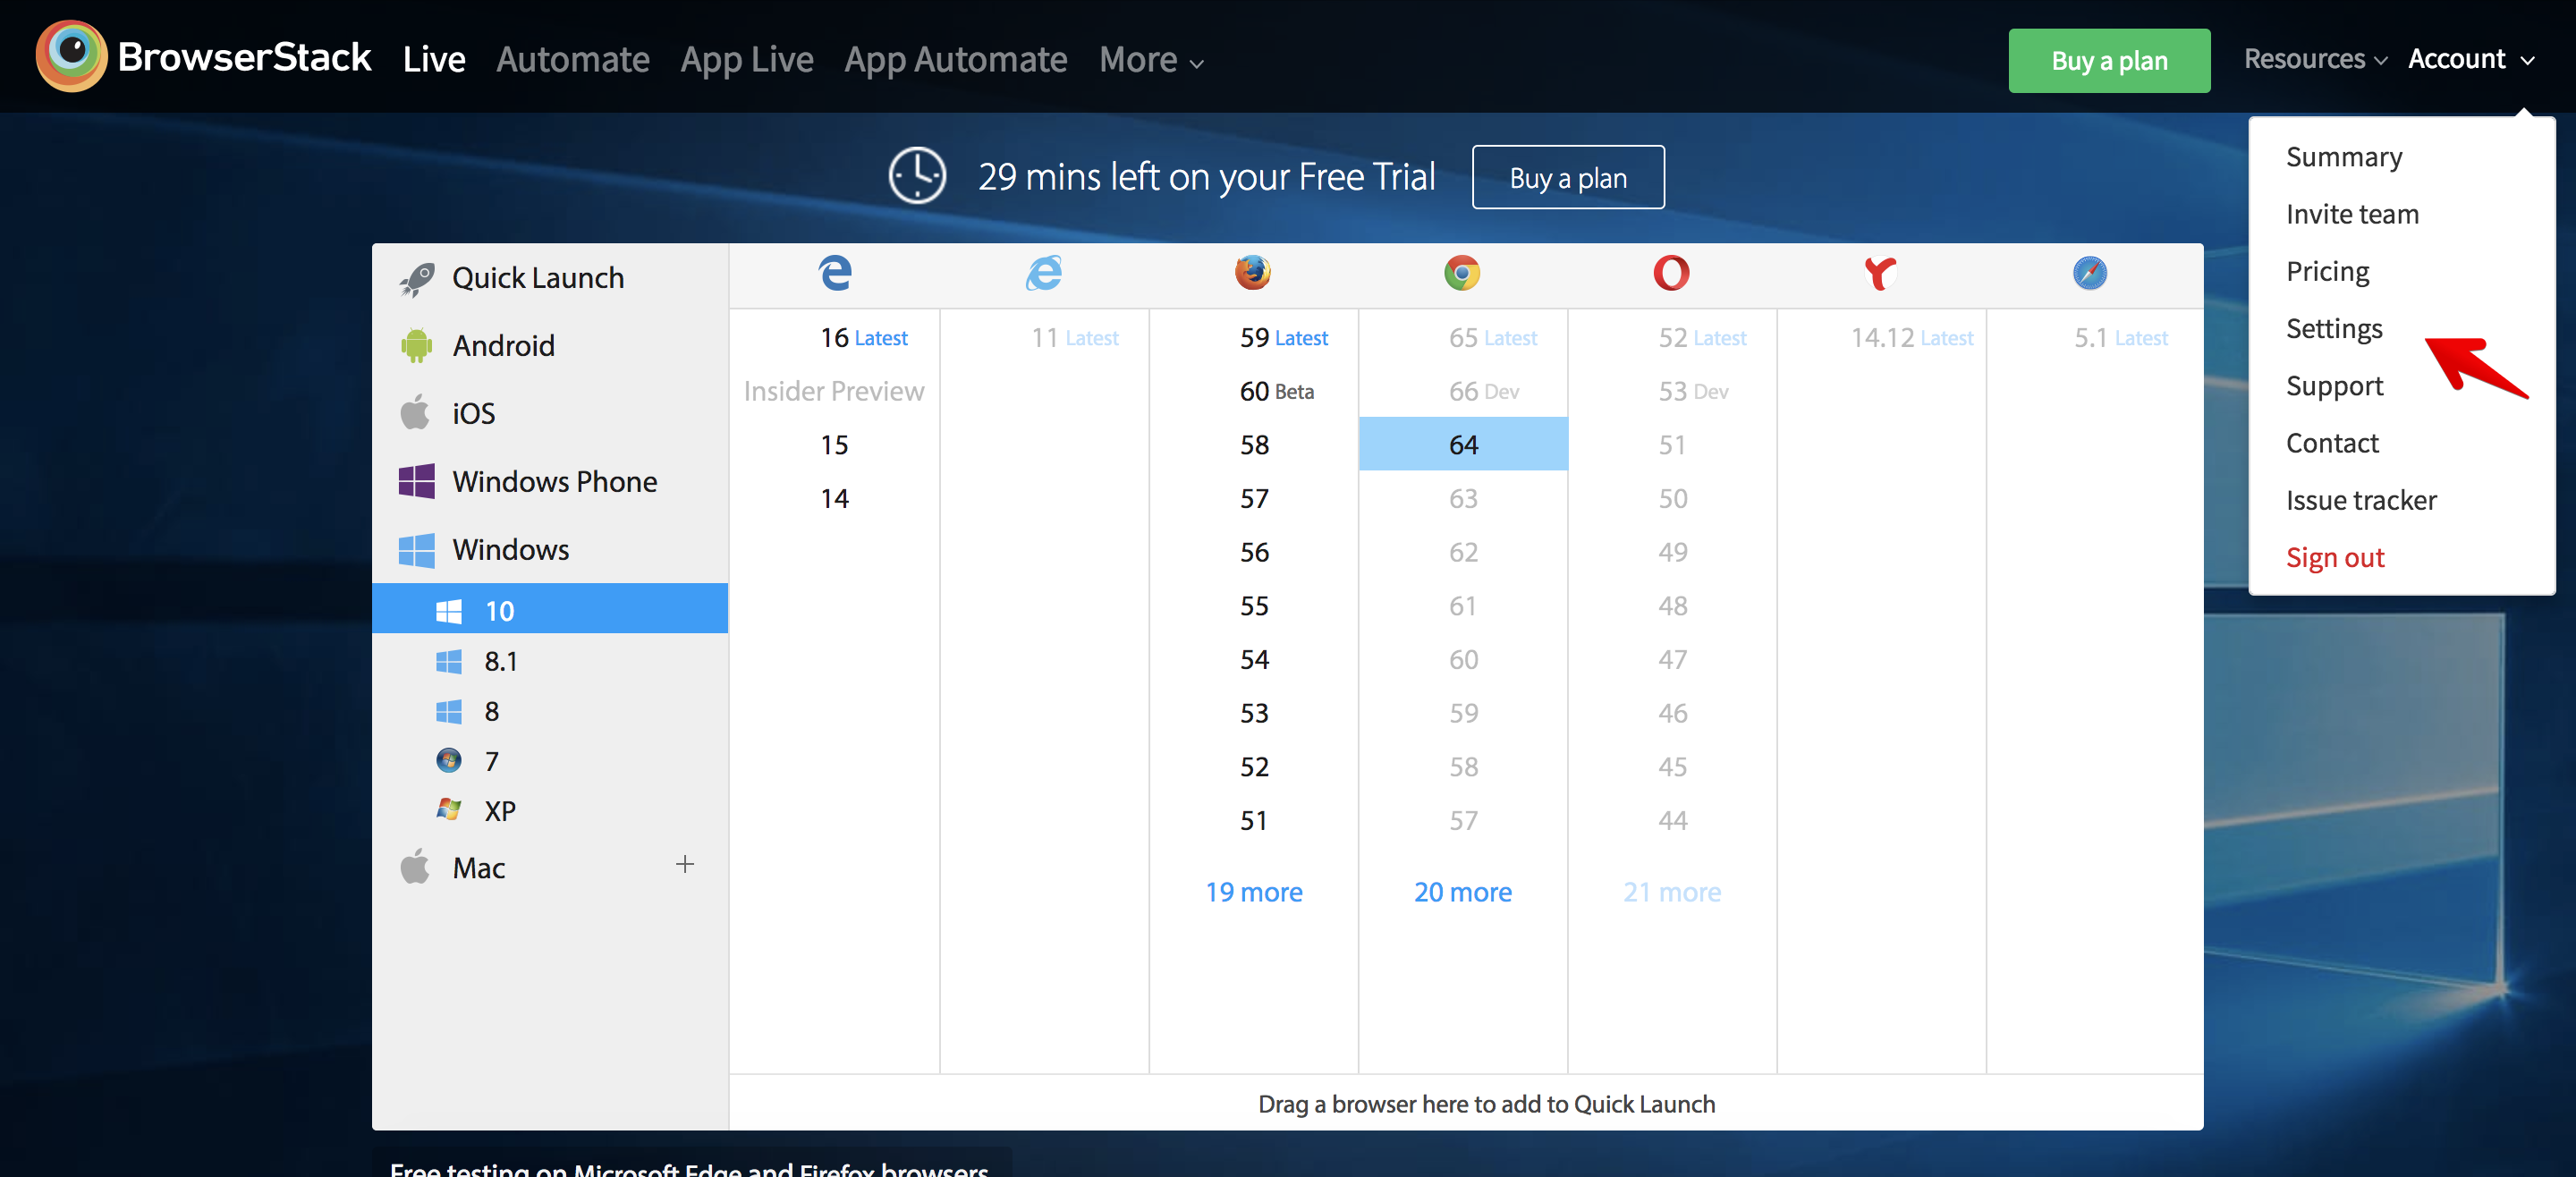 BrowserStack Live Automate App Live App Automate More Buy a plan Resources Account
29 mins left on your Free Trial Buy a plan
Summary
Invite team
Pricing
Settings
Support
Contact
Issue tracker
Sign out
Quick Launch
Android
iOS
Windows Phone
Windows
10
8.1
8
7
XP
Mac +
16 Latest
Insider Preview
15
14
11 Latest
59 Latest
60 Beta
58
57
56
55
54
53
52
51
19 more
65 Latest
66 Dev
64
63
62
61
60
59
58
57
20 more
52 Latest
53 Dev
51
50
49
48
47
46
45
44
21 more
14.12 Latest
5.1 Latest
Drag a browser here to add to Quick Launch
Free testing on Microsoft Edge and Firefox browsers